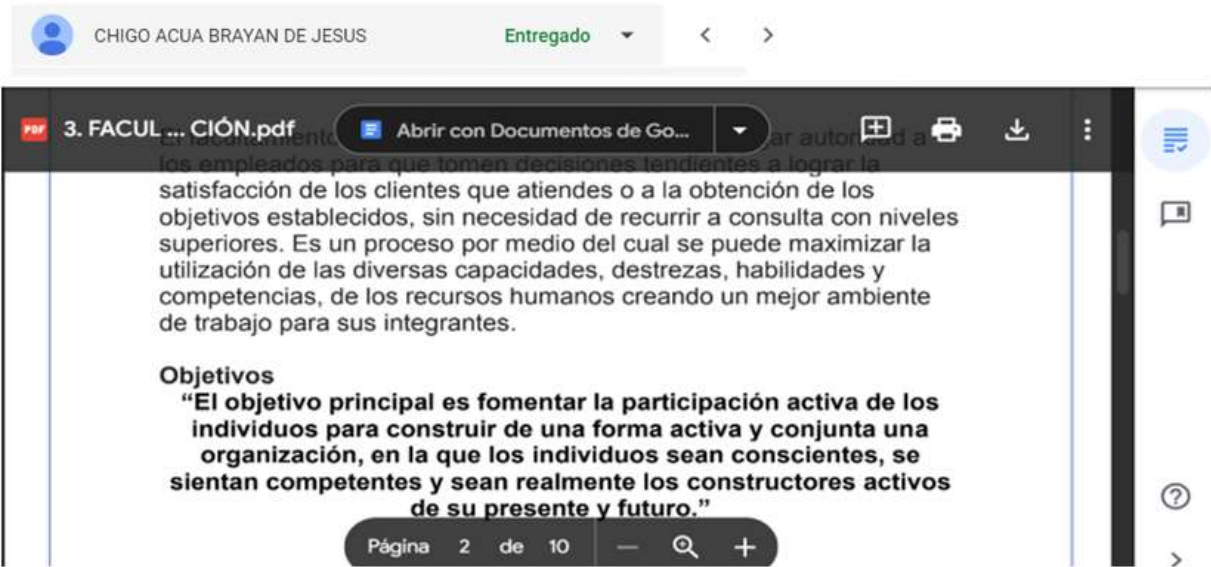 CHIGO ACUA BRAYAN DE JESUS Entregado
PDF 3. FACUL ... CIÓN.pdf Abrir con Documentos de Go...
El facultamiento ar autoridad a
los empleados para que tomen decisiones tendientes a lograr la
satisfacción de los clientes que atiendes o a la obtención de los
objetivos establecidos, sin necesidad de recurrir a consulta con niveles
superiores. Es un proceso por medio del cual se puede maximizar la
utilización de las diversas capacidades, destrezas, habilidades y
competencias, de los recursos humanos creando un mejor ambiente
de trabajo para sus integrantes.
Objetivos
“El objetivo principal es fomentar la participación activa de los
individuos para construir de una forma activa y conjunta una
organización, en la que los individuos sean conscientes, se
sientan competentes y sean realmente los constructores activos
de su presente y futuro.”
Página 2 de 10